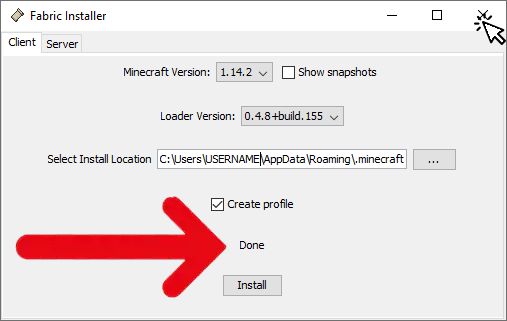 Fabric Installer
Client Server
Minecraft Version: 1.14.2 Show snapshots
Loader Version: 0.4.8+build.155
Select Install Location C:\Users\USERNAME\AppData\Roaming\.minecraft ...
Create profile
Done
Install